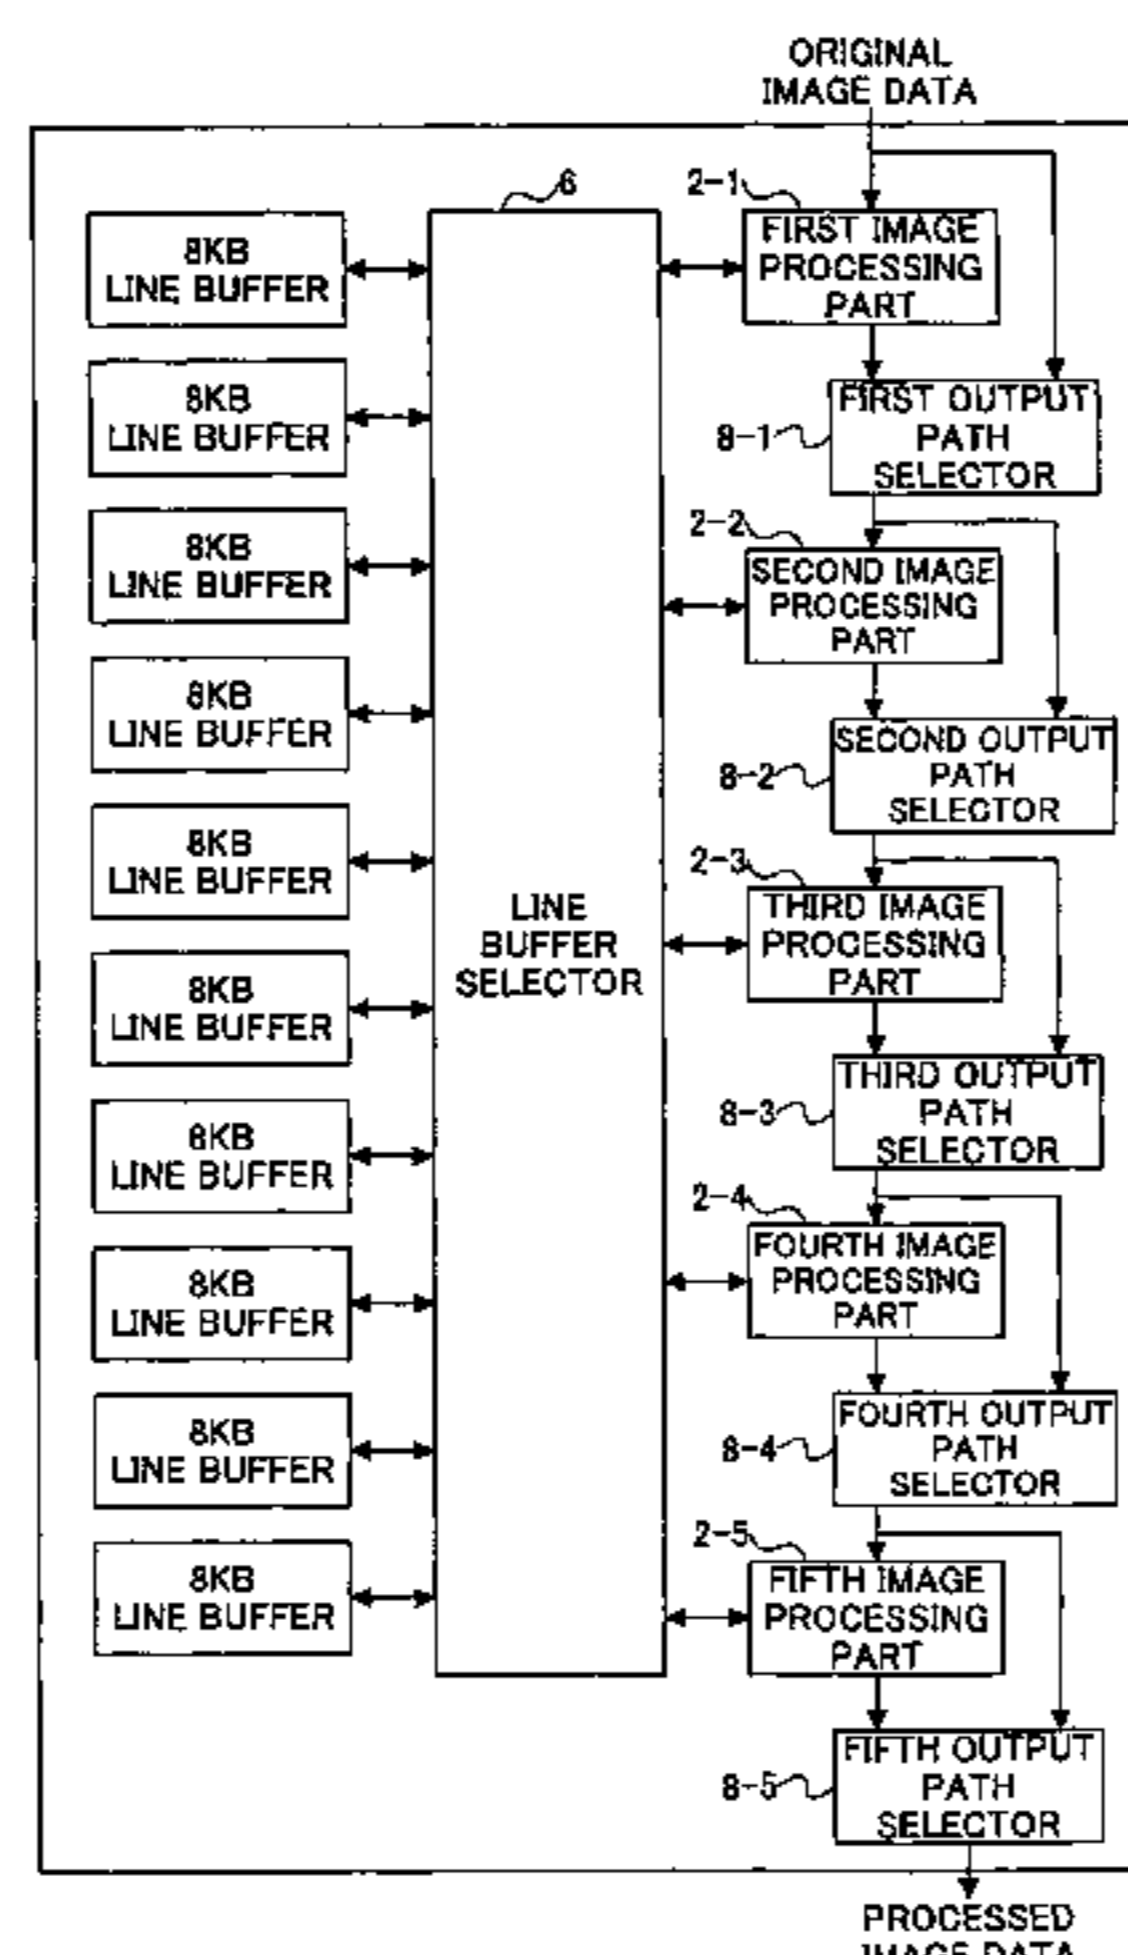 ORIGINAL
IMAGE DATA
6
2-1
8KB
LINE BUFFER
FIRST IMAGE
PROCESSING
PART
8KB
LINE BUFFER
FIRST OUTPUT
PATH
SELECTOR
8-1
8KB
LINE BUFFER
2-2
SECOND IMAGE
PROCESSING
PART
8KB
LINE BUFFER
SECOND OUTPUT
PATH
SELECTOR
8-2
8KB
LINE BUFFER
LINE
BUFFER
SELECTOR
2-3
THIRD IMAGE
PROCESSING
PART
8KB
LINE BUFFER
THIRD OUTPUT
PATH
SELECTOR
8-3
8KB
LINE BUFFER
2-4
FOURTH IMAGE
PROCESSING
PART
8KB
LINE BUFFER
FOURTH OUTPUT
PATH
SELECTOR
8-4
8KB
LINE BUFFER
2-5
FIFTH IMAGE
PROCESSING
PART
8KB
LINE BUFFER
FIFTH OUTPUT
PATH
SELECTOR
8-5
PROCESSED
IMAGE DATA